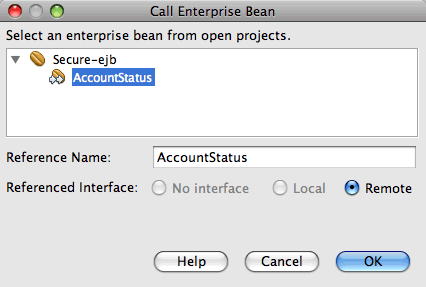 Call Enterprise Bean
Select an enterprise bean from open projects.
Secure-ejb
AccountStatus
Reference Name: AccountStatus
Referenced Interface: No interface Local Remote
Help Cancel OK